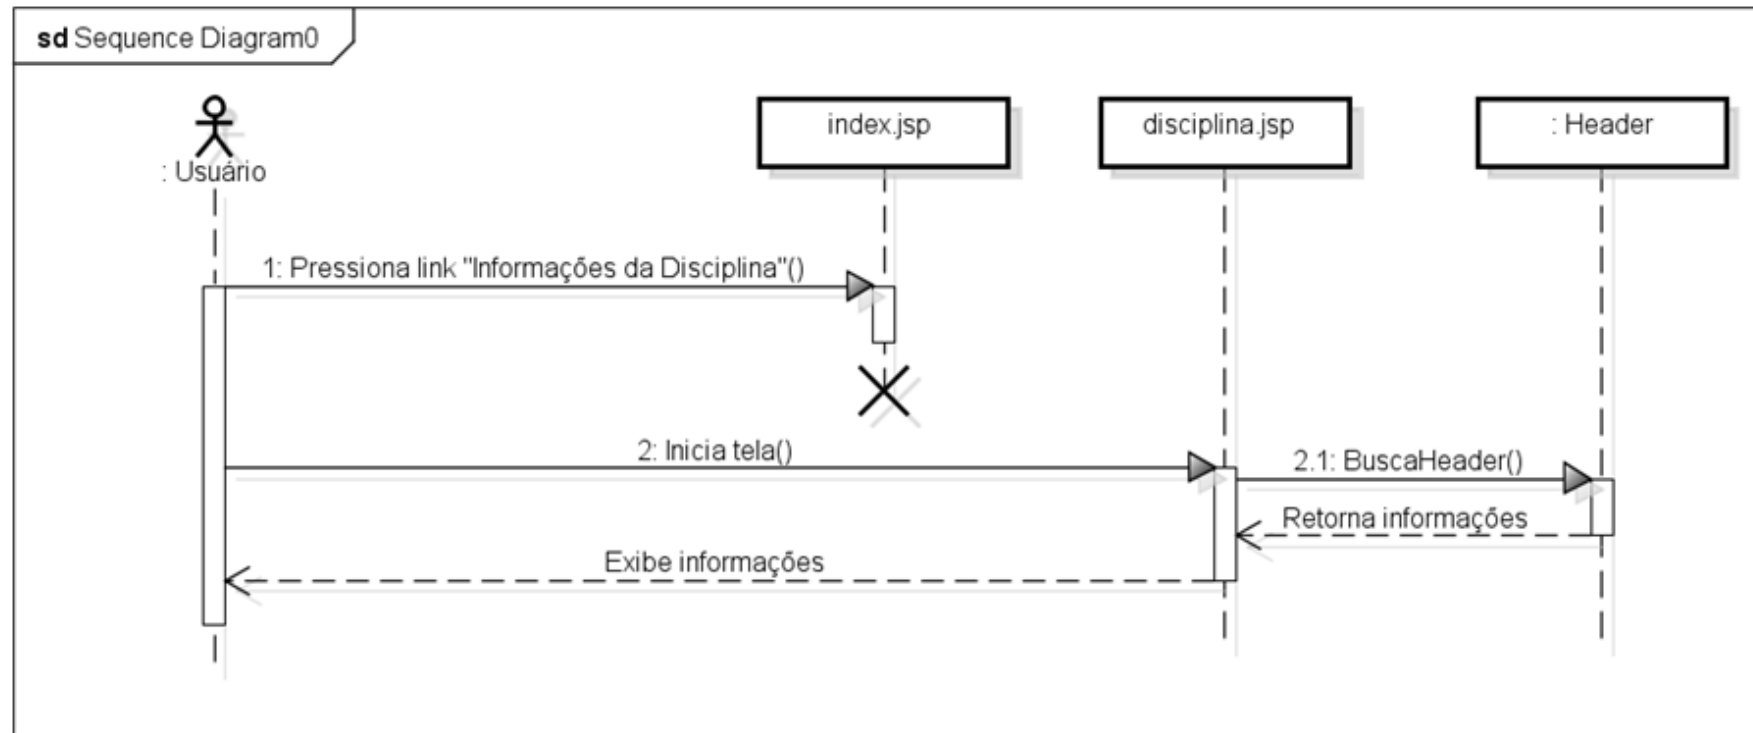 sd Sequence Diagram0
: Usuário
index.jsp
disciplina.jsp
: Header
1: Pressiona link "Informações da Disciplina"()
2: Inicia tela()
2.1: BuscaHeader()
Retorna informações
Exibe informações